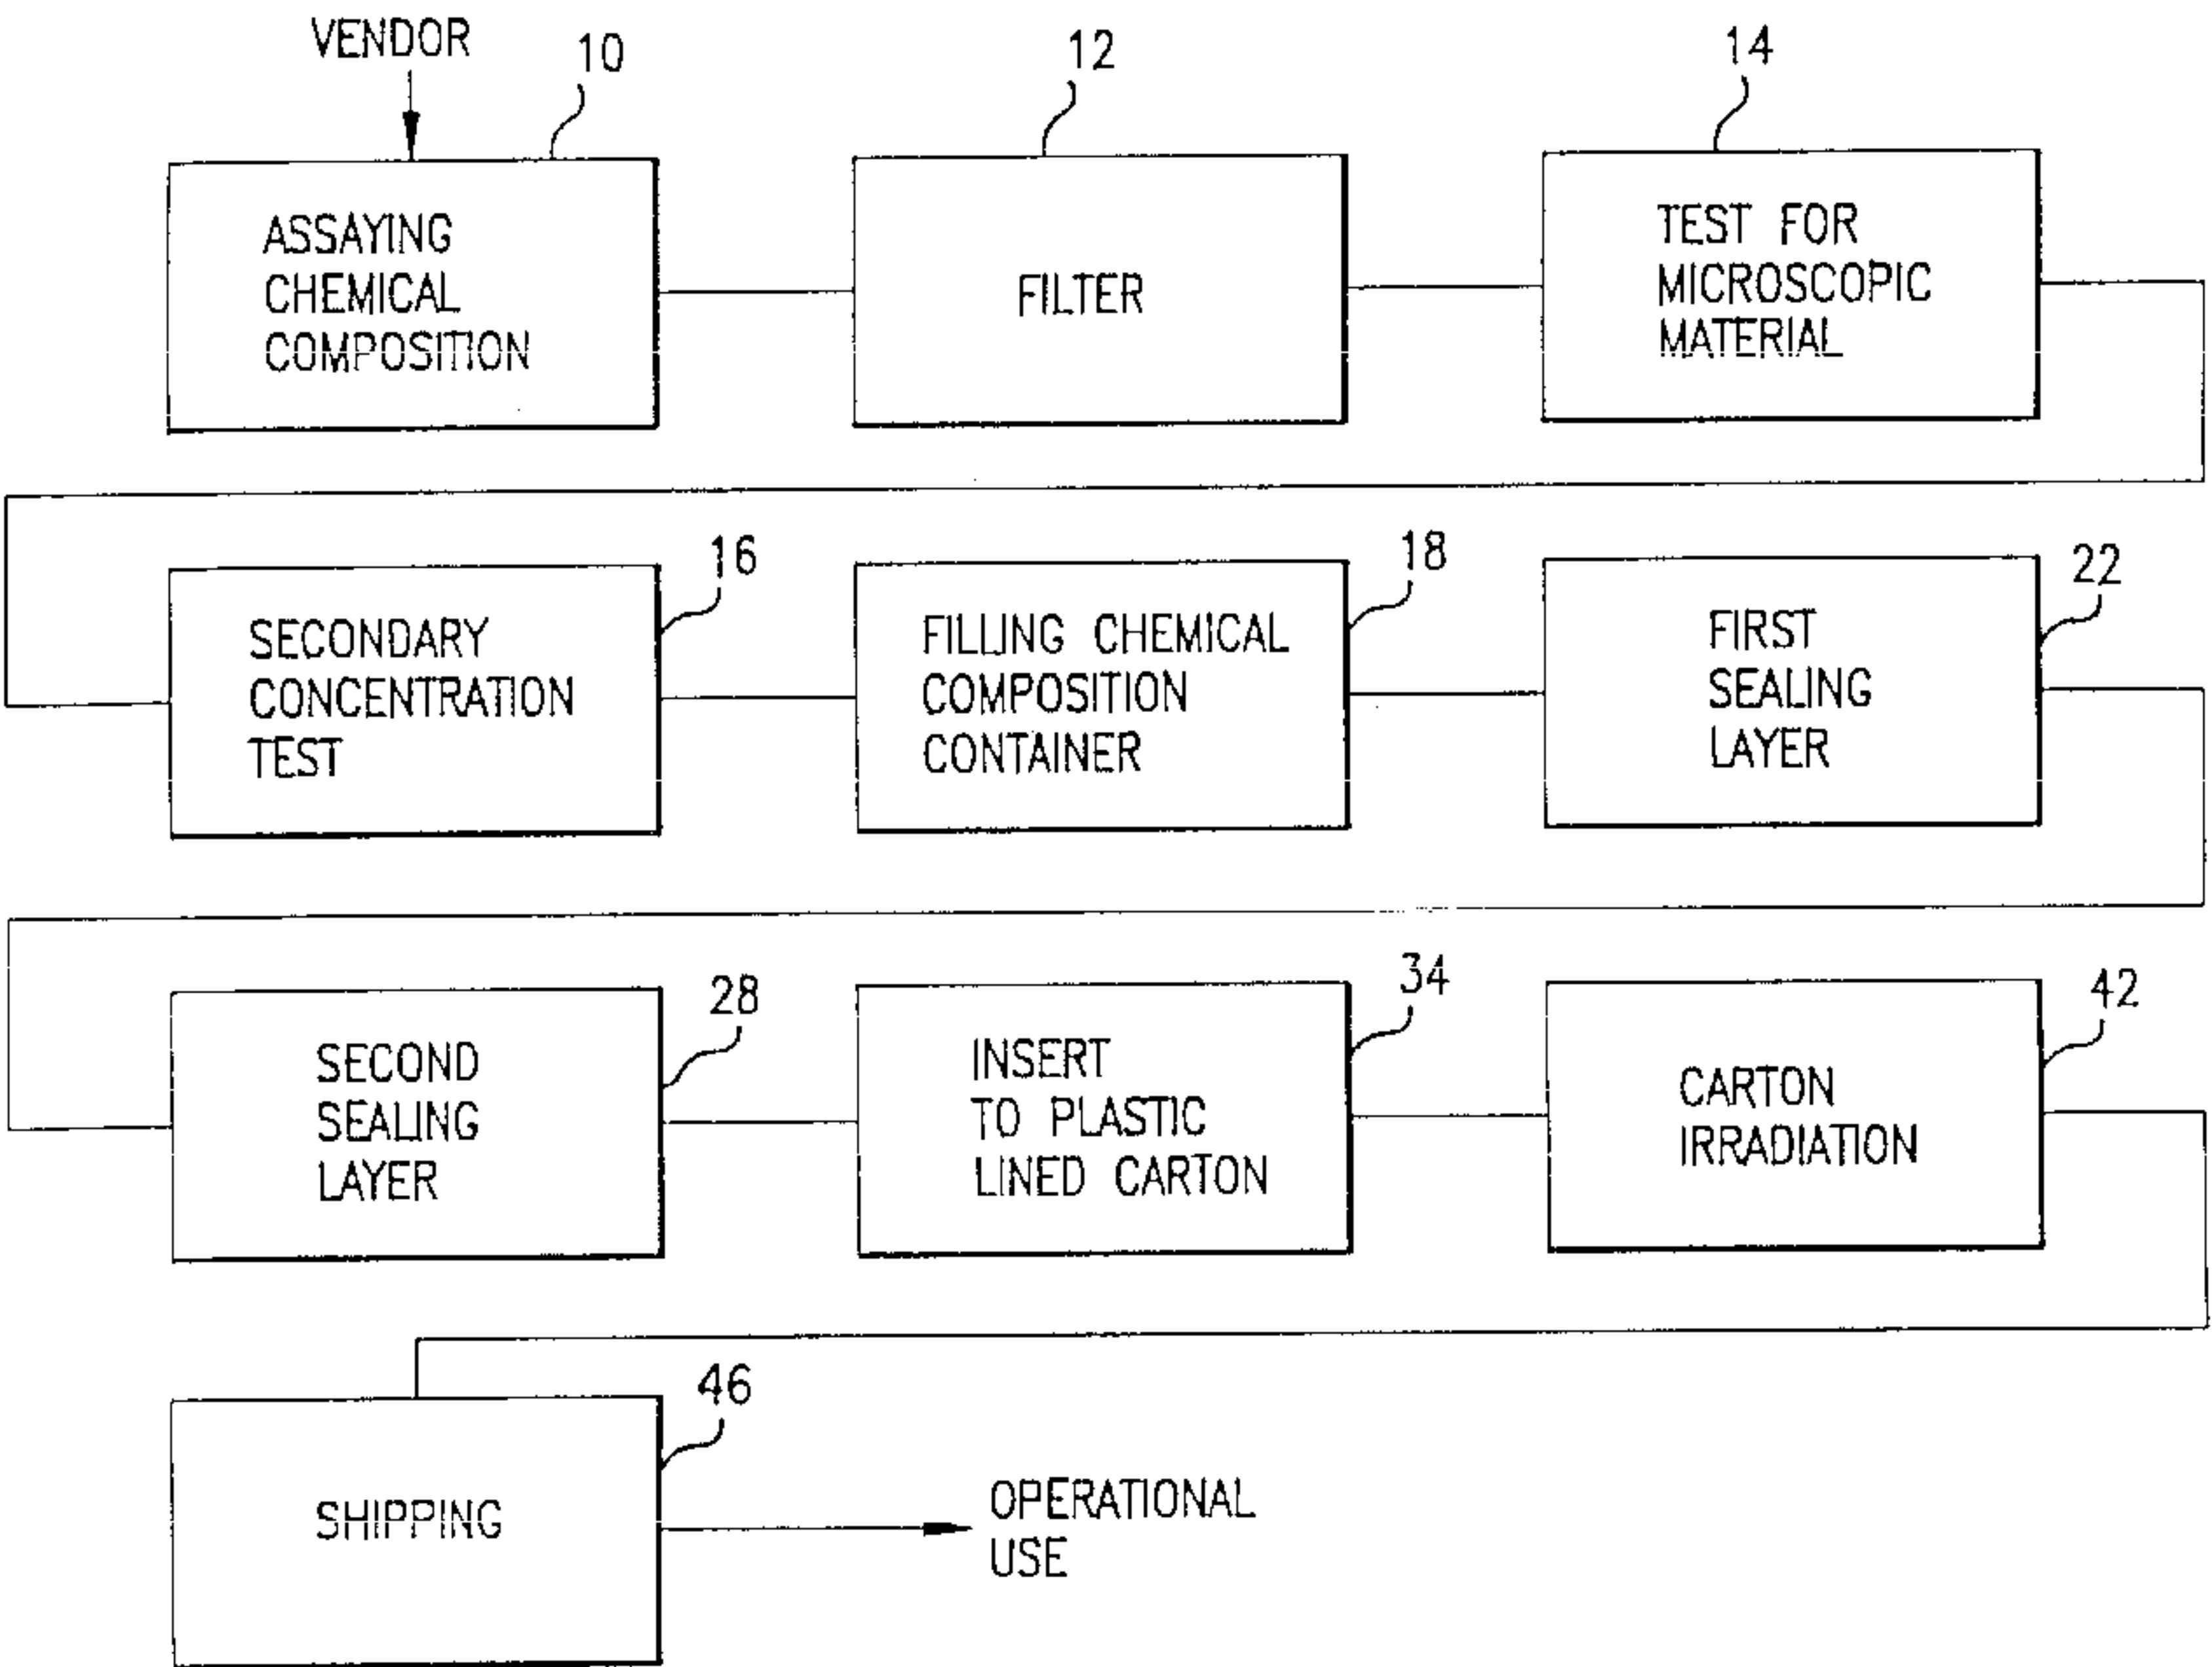 VENDOR
10
12
14
ASSAYING
CHEMICAL
COMPOSITION
FILTER
TEST FOR
MICROSCOPIC
MATERIAL
16
18
22
SECONDARY
CONCENTRATION
TEST
FILLING CHEMICAL
COMPOSITION
CONTAINER
FIRST
SEALING
LAYER
28
34
42
SECOND
SEALING
LAYER
INSERT
TO PLASTIC
LINED CARTON
CARTON
IRRADIATION
46
SHIPPING
OPERATIONAL
USE